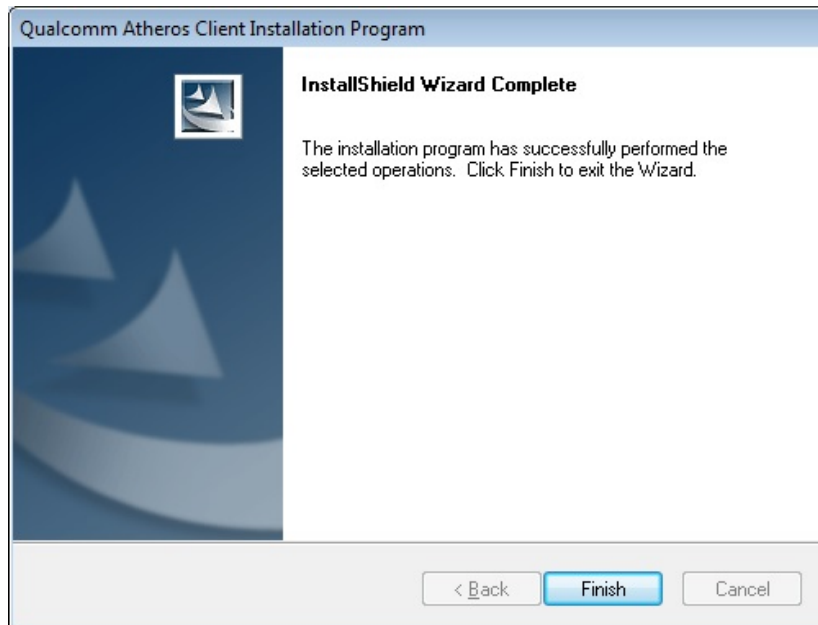 Qualcomm Atheros Client Installation Program
InstallShield Wizard Complete
The installation program has successfully performed the
selected operations.  Click Finish to exit the Wizard.
< Back
Finish
Cancel